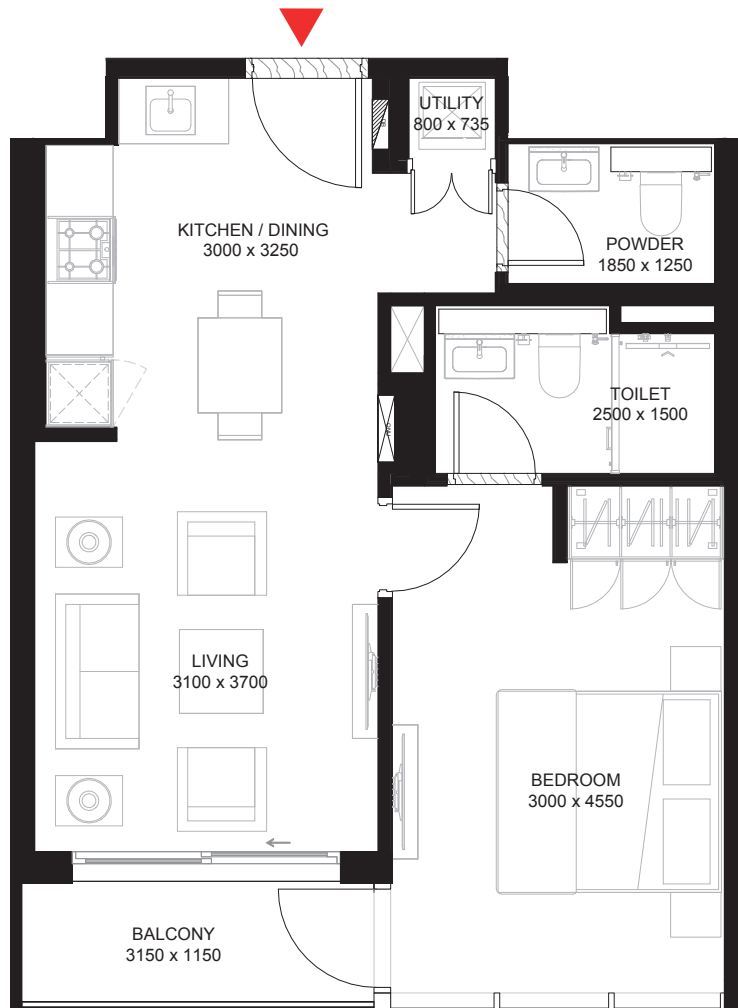 UTILITY
800 x 735
KITCHEN / DINING
3000 x 3250
POWDER
1850 x 1250
TOILET
2500 x 1500
LIVING
3100 x 3700
BEDROOM
3000 x 4550
BALCONY
3150 x 1150